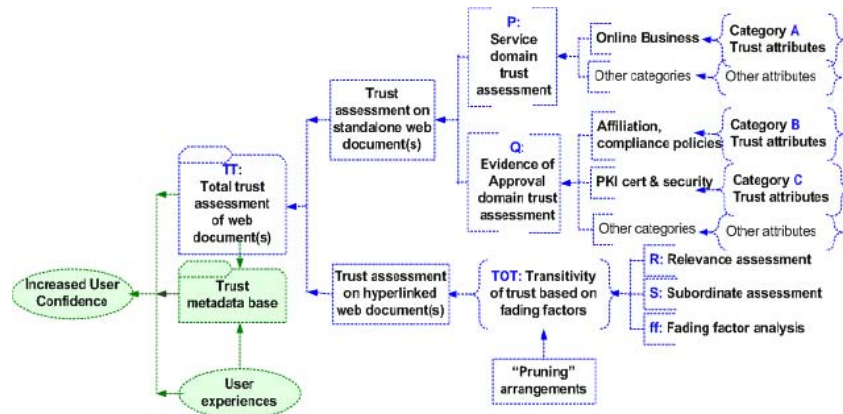 P:
Service
domain
trust
assessment
Online Business
Category A
Trust attributes
Other categories
Other attributes
Trust
assessment on
standalone web
document(s)
Q:
Evidence of
Approval
domain trust
assessment
Affiliation,
compliance policies
Category B
Trust attributes
PKI cert & security
Category C
Trust attributes
Other categories
Other attributes
TT:
Total trust
assessment
of web
document(s)
Trust
metadata base
Increased User
Confidence
User
experiences
Trust assessment
on hyperlinked
web document(s)
TOT: Transitivity
of trust based on
fading factors
R: Relevance assessment
S: Subordinate assessment
ff: Fading factor analysis
“Pruning”
arrangements